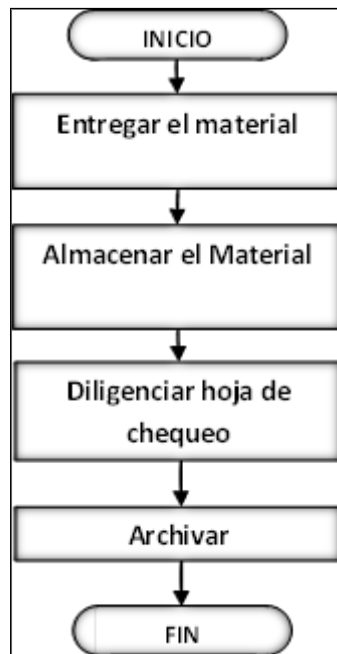 INICIO
Entregar el material
Almacenar el Material
Diligenciar hoja de
chequeo
Archivar
FIN